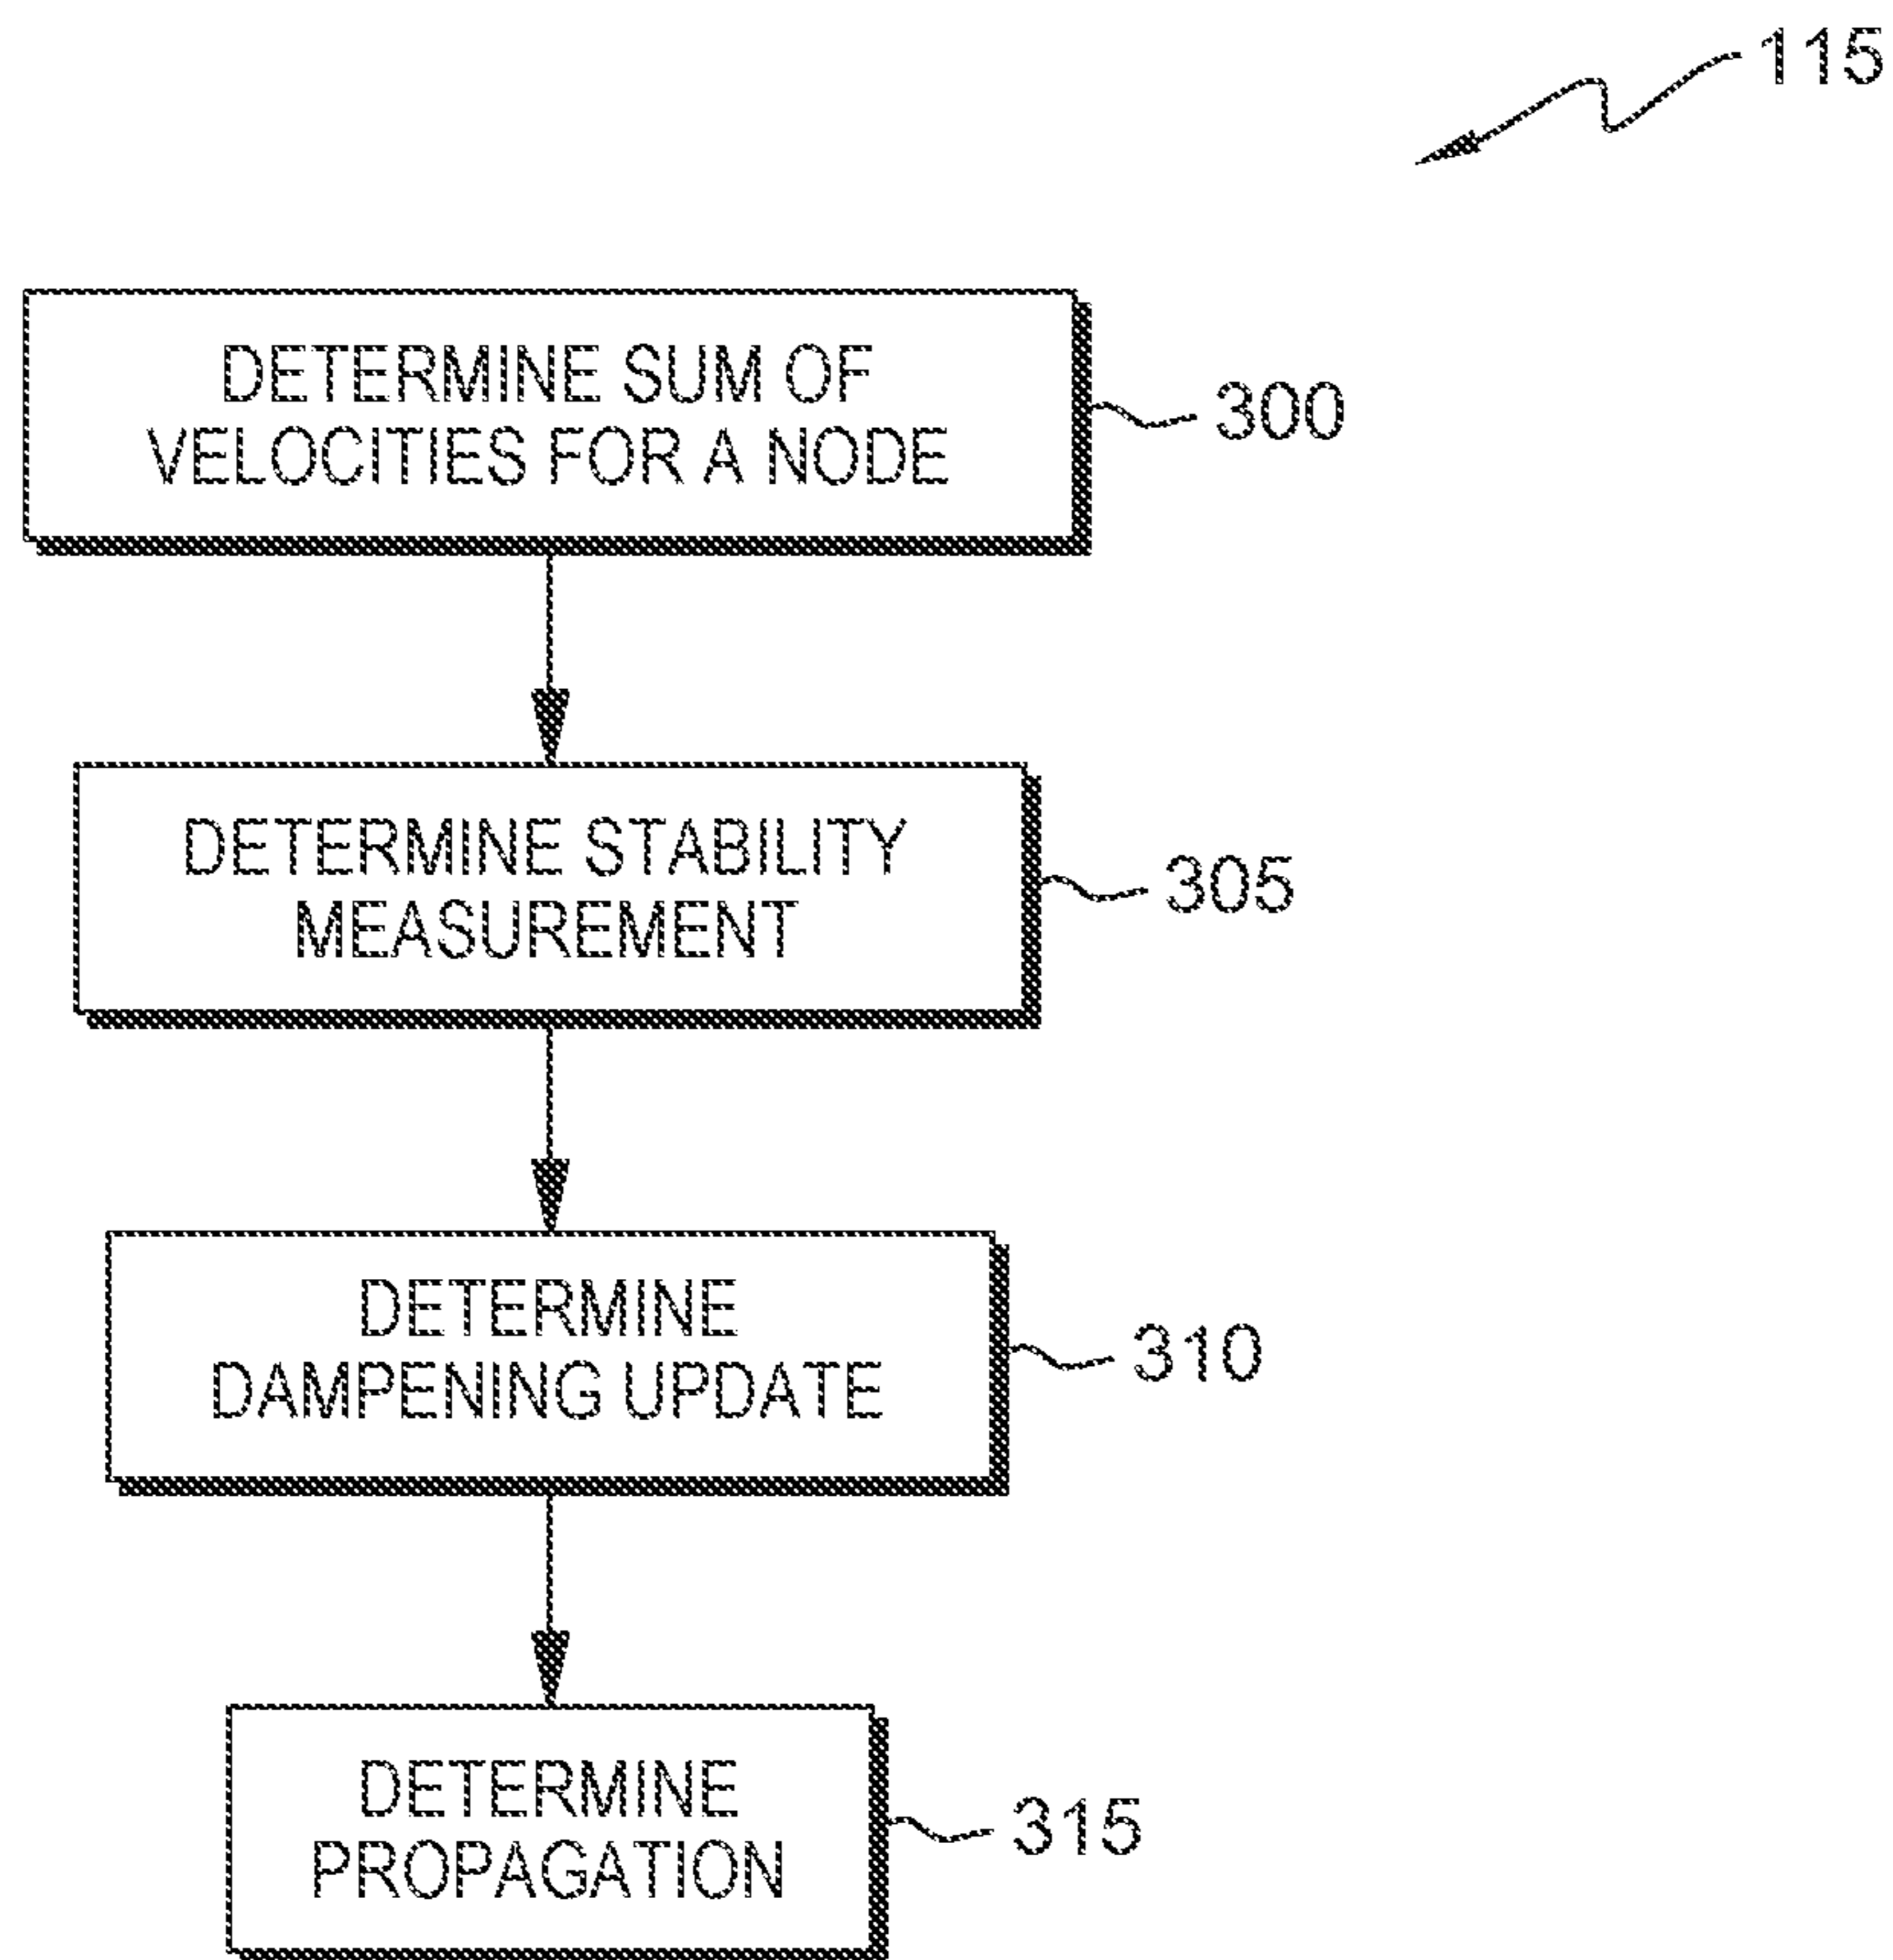 115
DETERMINE SUM OF
VELOCITIES FOR A NODE
300
DETERMINE STABILITY
MEASUREMENT
305
DETERMINE
DAMPENING UPDATE
310
DETERMINE
PROPAGATION
315